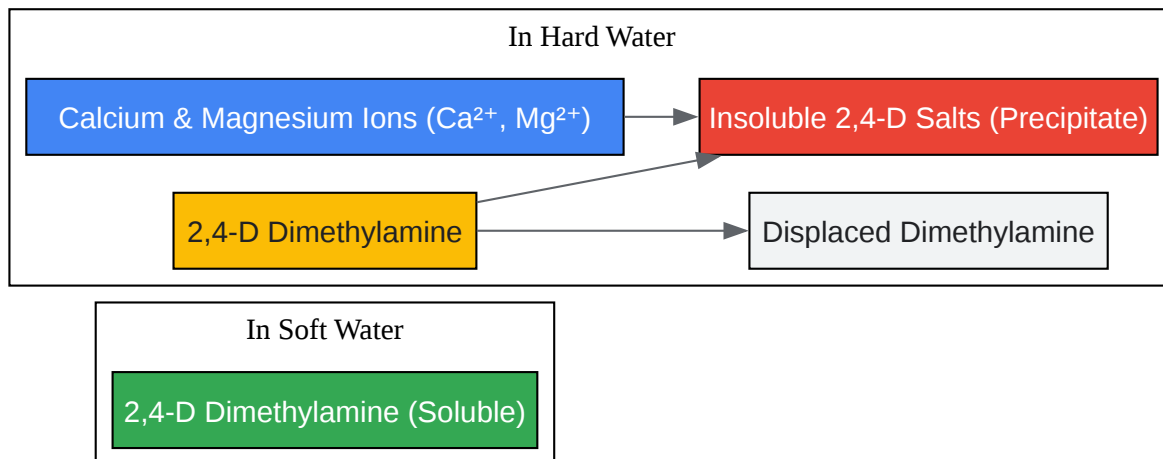 In Hard Water
Calcium & Magnesium Ions (Ca²⁺, Mg²⁺)
Insoluble 2,4-D Salts (Precipitate)
2,4-D Dimethylamine
Displaced Dimethylamine
In Soft Water
2,4-D Dimethylamine (Soluble)